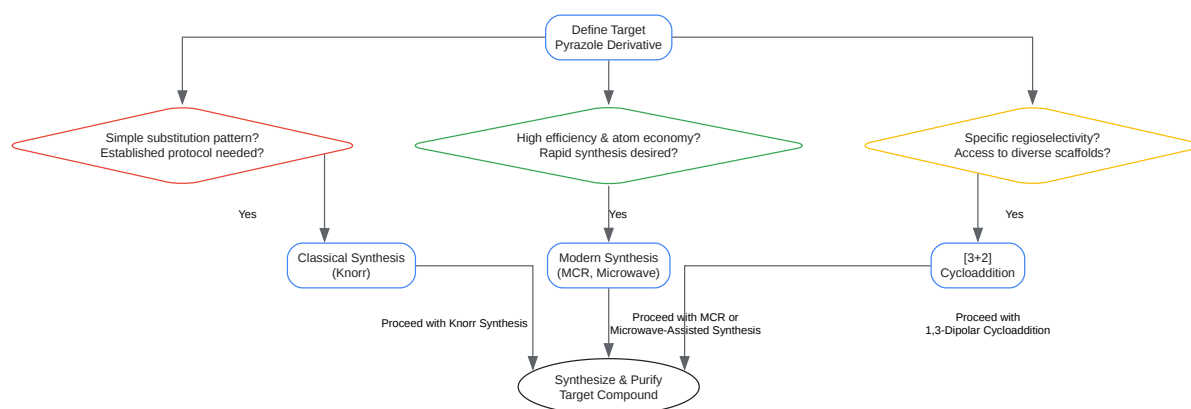 Define Target
Pyrazole Derivative
Simple substitution pattern?
Established protocol needed?
High efficiency & atom economy?
Rapid synthesis desired?
Specific regioselectivity?
Access to diverse scaffolds?
Yes
Yes
Yes
Classical Synthesis
(Knorr)
Modern Synthesis
(MCR, Microwave)
[3+2]
Cycloaddition
Proceed with Knorr Synthesis
Proceed with MCR or
Microwave-Assisted Synthesis
Proceed with
1,3-Dipolar Cycloaddition
Synthesize & Purify
Target Compound